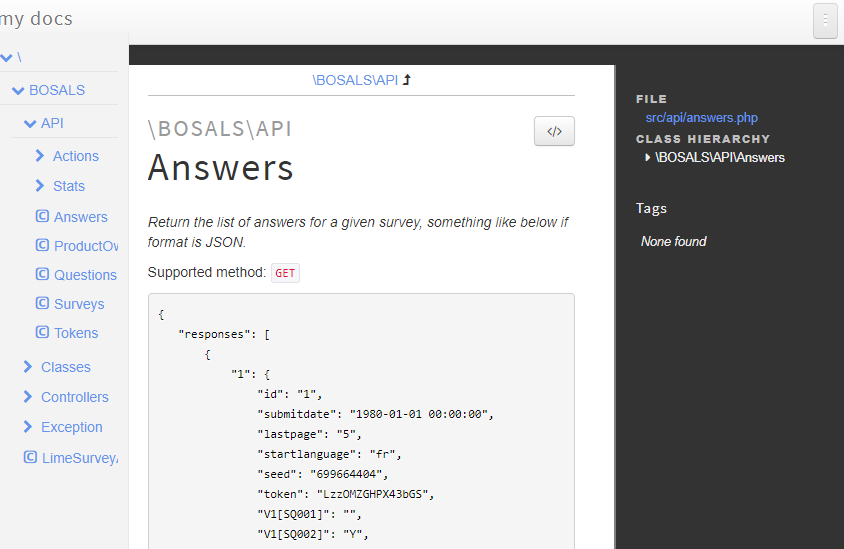 my docs
\
BOSALS
API
Actions
Stats
Answers
ProductOw
Questions
Surveys
Tokens
Classes
Controllers
Exception
LimeSurveyA
\BOSALS\API
\BOSALS\API
</>
Answers
Return the list of answers for a given survey, something like below if
format is JSON.
Supported method: GET
{
"responses": [
{
"1": {
"id": "1",
"submitdate": "1980-01-01 00:00:00",
"lastpage": "5",
"startlanguage": "fr",
"seed": "699664404",
"token": "LzzOMZGHPX43bGS",
"V1[SQ001]": "",
"V1[SQ002]": "Y",
FILE
src/api/answers.php
CLASS HIERARCHY
\BOSALS\API\Answers
Tags
None found